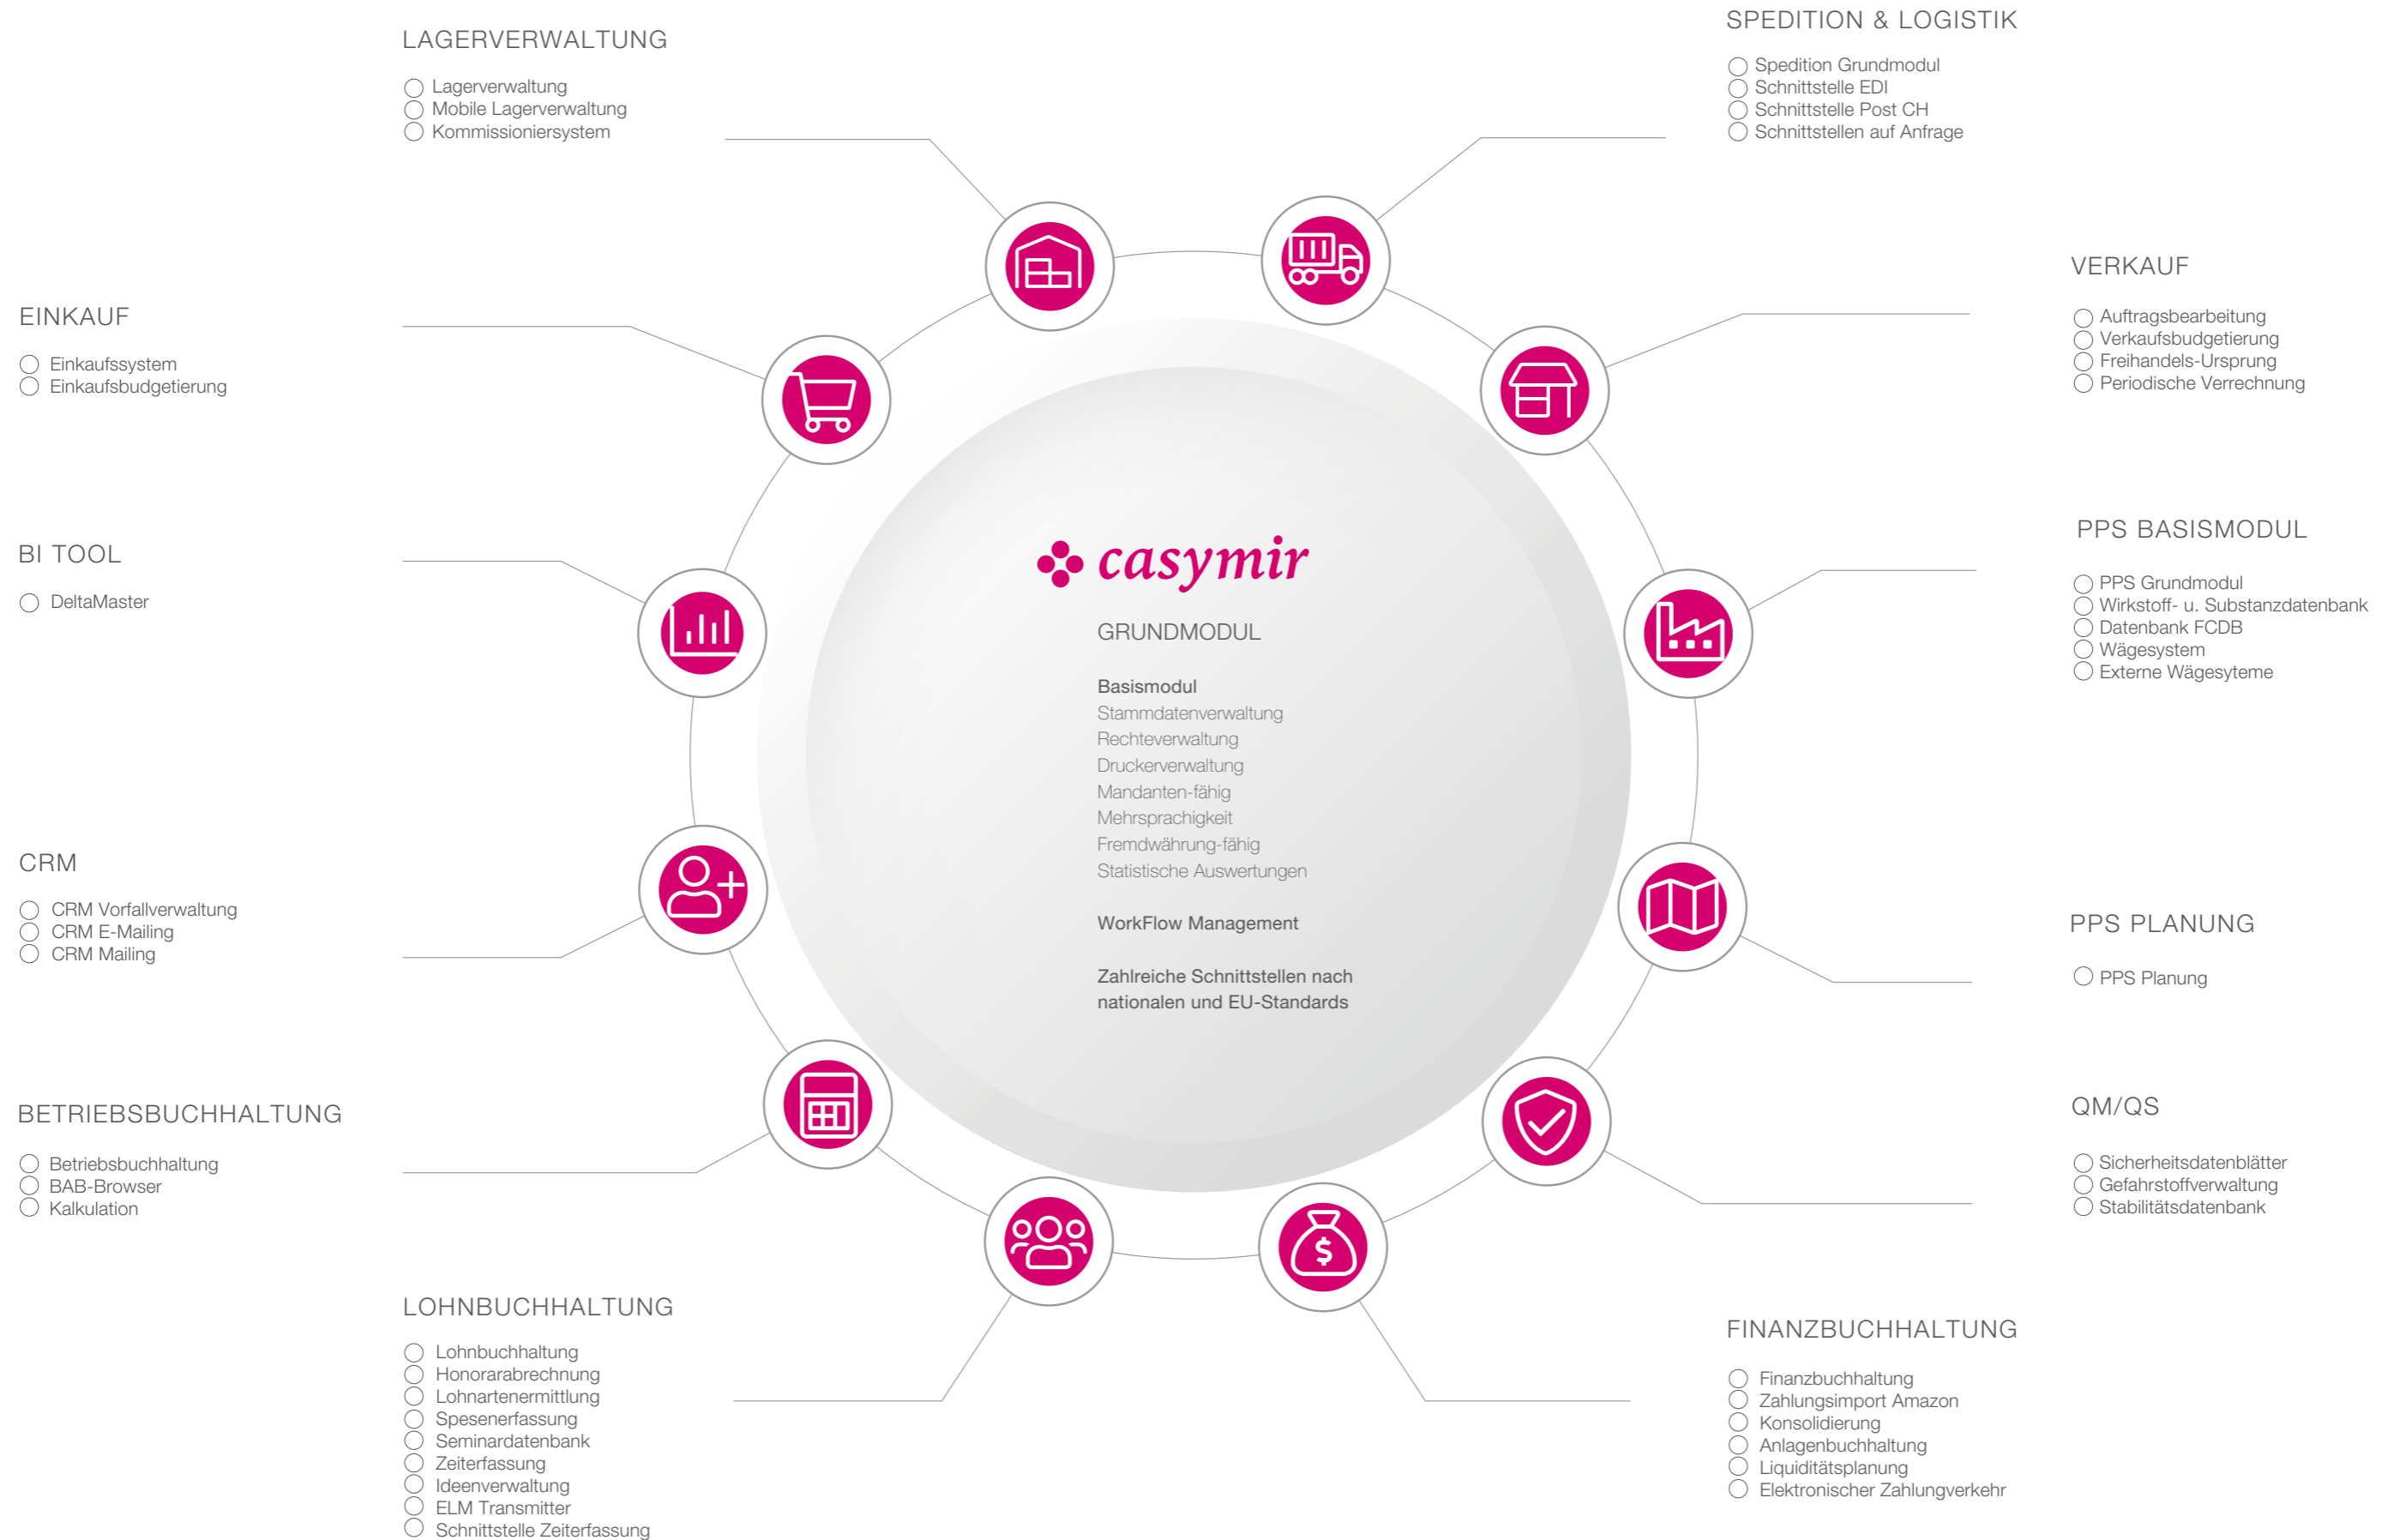 LAGERVERWALTUNG
Lagerverwaltung
Mobile Lagerverwaltung
Kommissioniersystem
SPEDITION & LOGISTIK
Spedition Grundmodul
Schnittstelle EDI
Schnittstelle Post CH
Schnittstellen auf Anfrage
EINKAUF
Einkaufssystem
Einkaufsbudgetierung
VERKAUF
Auftragsbearbeitung
Verkaufsbudgetierung
Freihandels-Ursprung
Periodische Verrechnung
BI TOOL
DeltaMaster
casymir
GRUNDMODUL
Basismodul
Stammdatenverwaltung
Rechteverwaltung
Druckerverwaltung
Mandanten-fähig
Mehrsprachigkeit
Fremdwährung-fähig
Statistische Auswertungen
WorkFlow Management
Zahlreiche Schnittstellen nach
nationalen und EU-Standards
PPS BASISMODUL
PPS Grundmodul
Wirkstoff- u. Substanzdatenbank
Datenbank FCDB
Wägesystem
Externe Wägesyteme
CRM
CRM Vorfallverwaltung
CRM E-Mailing
CRM Mailing
PPS PLANUNG
PPS Planung
BETRIEBSBUCHHALTUNG
Betriebsbuchhaltung
BAB-Browser
Kalkulation
QM/QS
Sicherheitsdatenblätter
Gefahrstoffverwaltung
Stabilitätsdatenbank
LOHNBUCHHALTUNG
Lohnbuchhaltung
Honorarabrechnung
Lohnartenermittlung
Spesenerfassung
Seminardatenbank
Zeiterfassung
Ideenverwaltung
ELM Transmitter
Schnittstelle Zeiterfassung
$
FINANZBUCHHALTUNG
Finanzbuchhaltung
Zahlungsimport Amazon
Konsolidierung
Anlagenbuchhaltung
Liquiditätsplanung
Elektronischer Zahlungverkehr